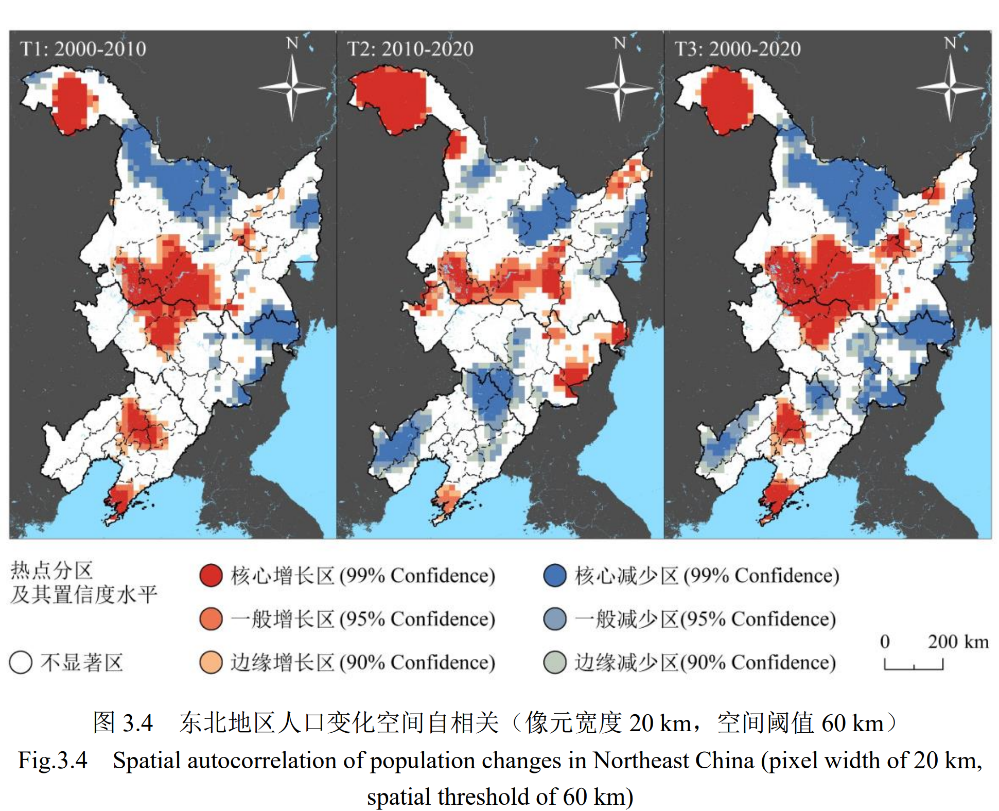 T1: 2000-2010
N
T2: 2010-2020
N
T3: 2000-2020
N
热点分区
及其置信度水平
核心增长区 (99% Confidence)
核心减少区 (99% Confidence)
一般增长区 (95% Confidence)
一般减少区(95% Confidence)
不显著区
边缘增长区 (90% Confidence)
边缘减少区(90% Confidence)
0 200 km
图 3.4 东北地区人口变化空间自相关（像元宽度 20 km，空间阈值 60 km）
Fig.3.4 Spatial autocorrelation of population changes in Northeast China (pixel width of 20 km,
spatial threshold of 60 km)